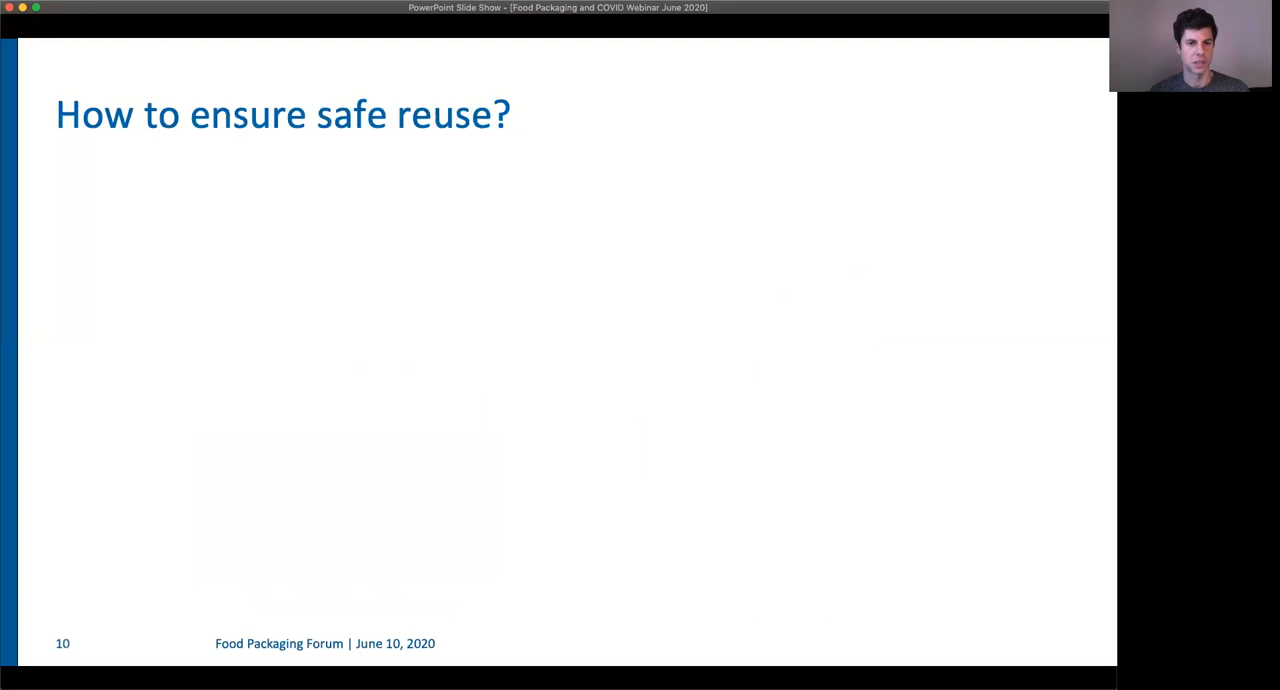 PowerPoint Slide Show - [Food Packaging and COVID Webinar June 2020]
How to ensure safe reuse?
10
Food Packaging Forum | June 10, 2020